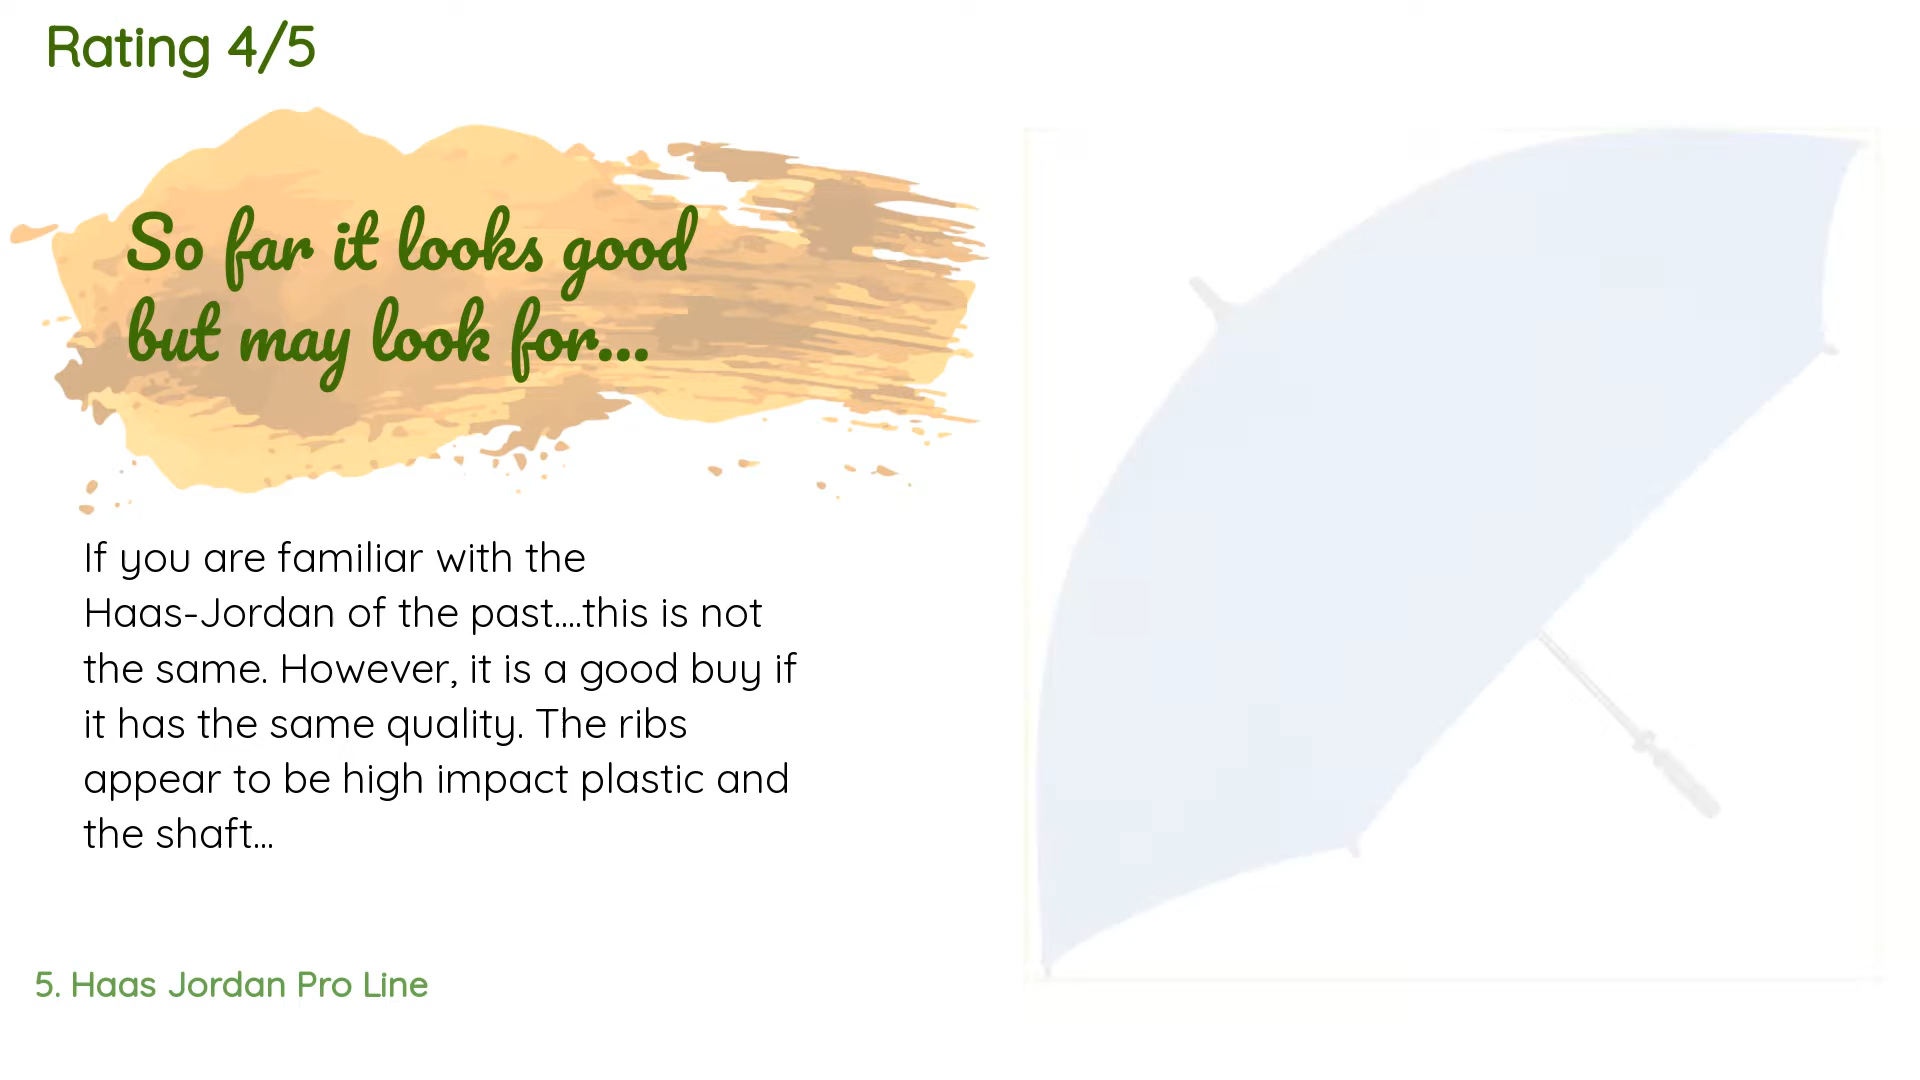 Rating 4/5
So far it looks good
but may look for...
If you are familiar with the
Haas-Jordan of the past....this is not
the same. However, it is a good buy if
it has the same quality. The ribs
appear to be high impact plastic and
the shaft...
5. Haas Jordan Pro Line